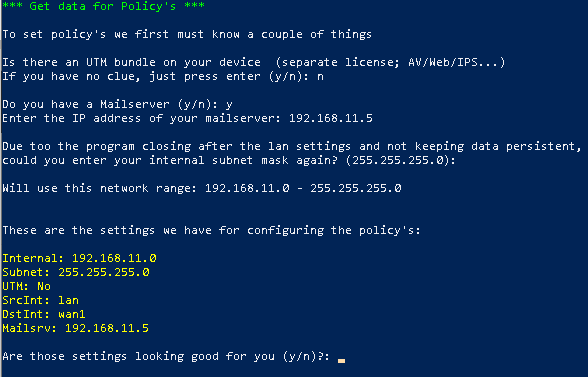 *** Get data for Policy's ***
To set policy's we first must know a couple of things
Is there an UTM bundle on your device  (separate license; AV/Web/IPS...)
If you have no clue, just press enter (y/n): n
Do you have a Mailserver (y/n): y
Enter the IP address of your mailserver: 192.168.11.5
Due too the program closing after the lan settings and not keeping data persistent,
could you enter your internal subnet mask again? (255.255.255.0):
Will use this network range: 192.168.11.0 - 255.255.255.0
These are the settings we have for configuring the policy's:
Internal: 192.168.11.0
Subnet: 255.255.255.0
UTM: No
SrcInt: lan
DstInt: wan1
Mailsrv: 192.168.11.5
Are those settings looking good for you (y/n)?: _